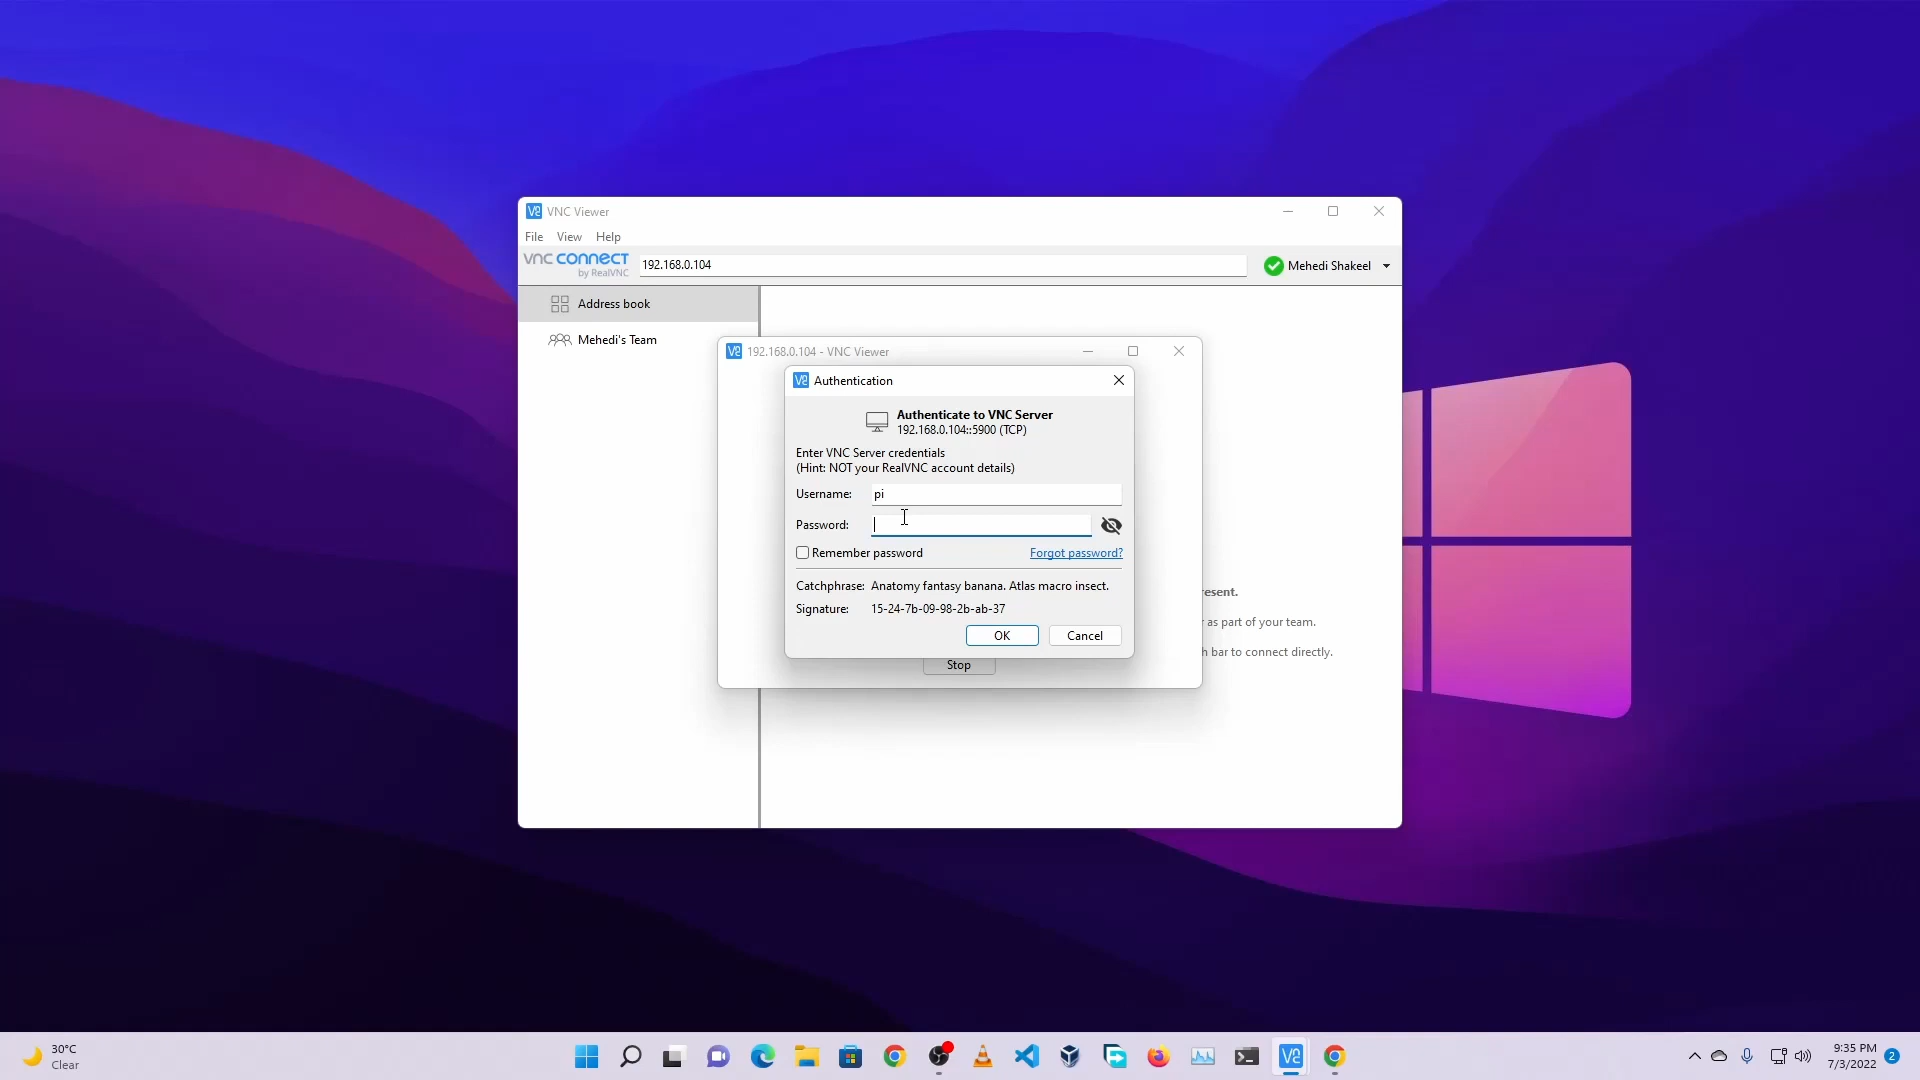 VNC Viewer
File View Help
vnc connect
by RealVNC
192.168.0.104
Mehedi Shakeel
Address book
Mehedi's Team
192.168.0.104 - VNC Viewer
Authentication
Authenticate to VNC Server
192.168.0.104::5900 (TCP)
Enter VNC Server credentials
(Hint: NOT your RealVNC account details)
Username: pi
Password:
Remember password Forgot password?
Catchphrase: Anatomy fantasy banana. Atlas macro insect.
Signature: 15-24-7b-09-98-2b-ab-37
OK Cancel
Stop
resent.
as part of your team.
h bar to connect directly.
30°C
Clear
9:35 PM
7/3/2022
2